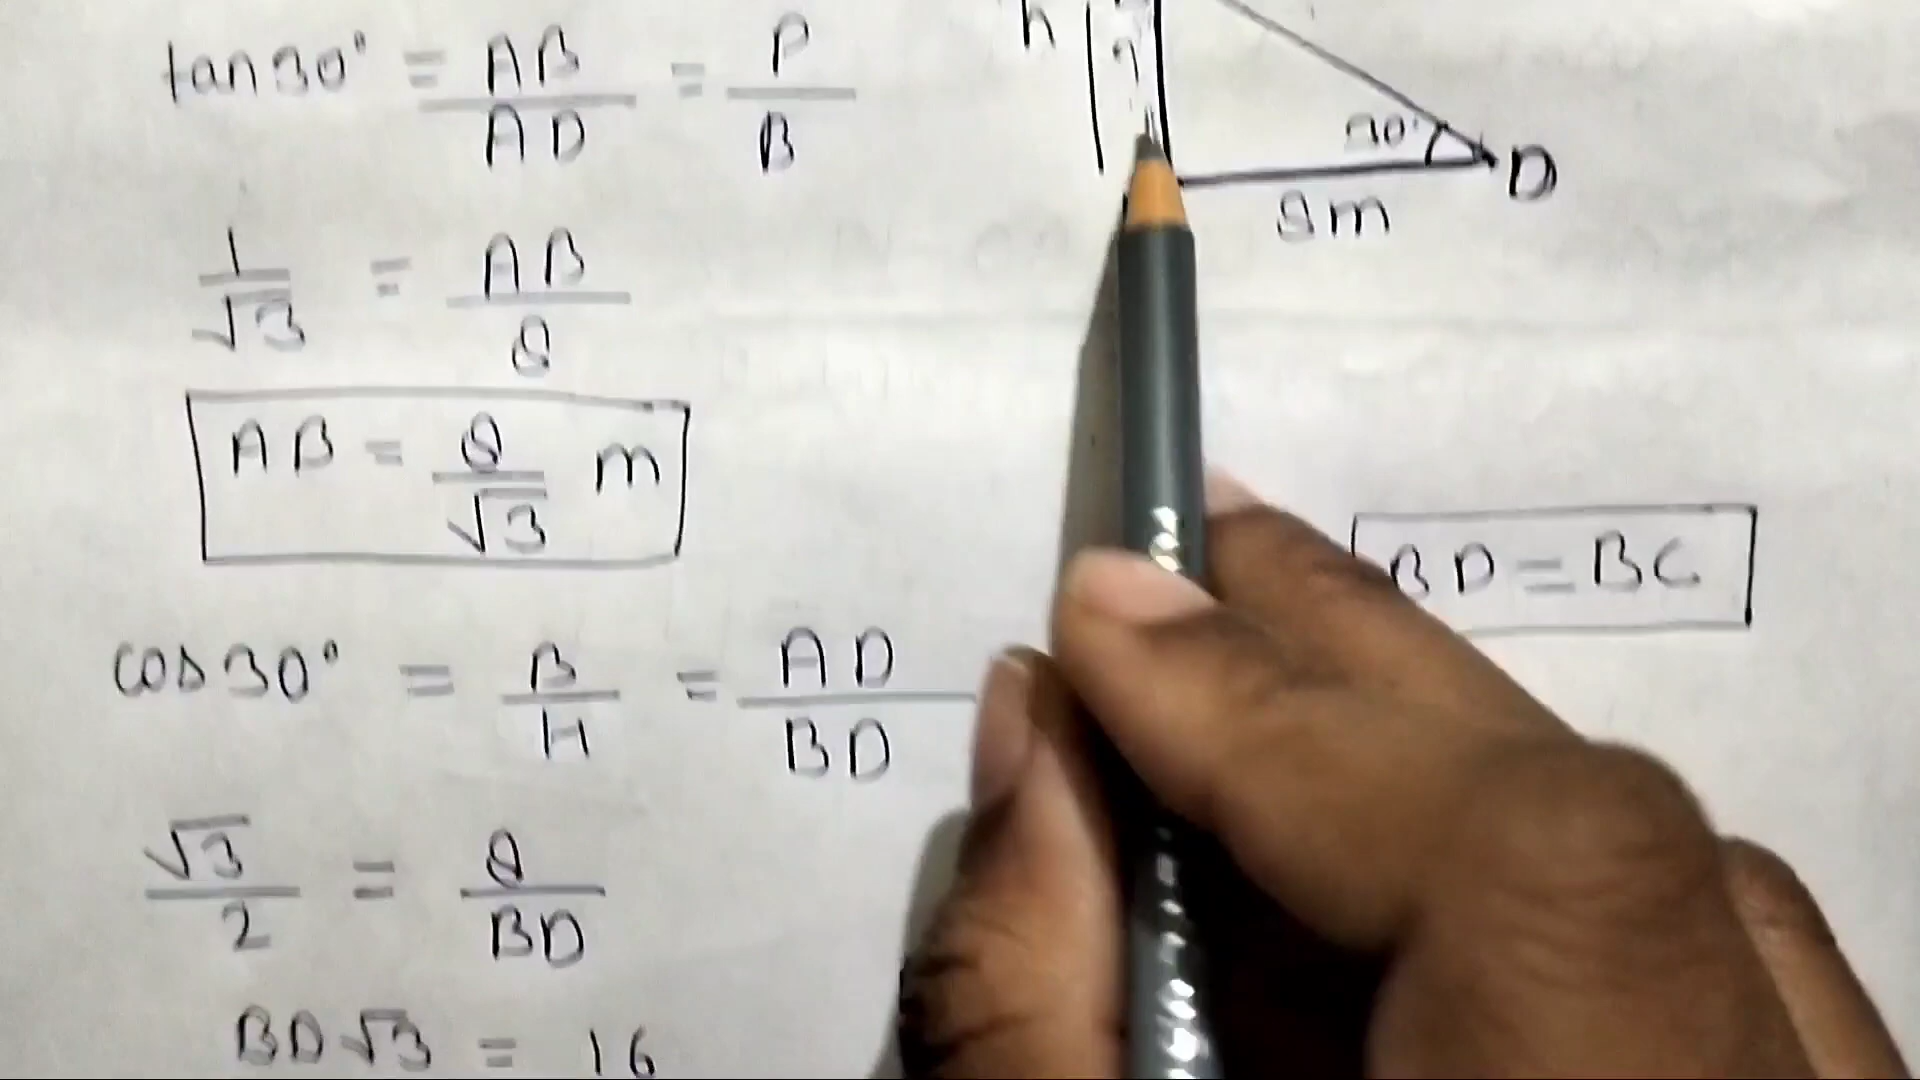 tan30° = AB/AD = P/B
h
30°
D
8m
1/√3 = AB/8
AB = 8/√3 m
BD = BC
cos30° = B/H = AD/BD
√3/2 = 8/BD
BD√3 = 16